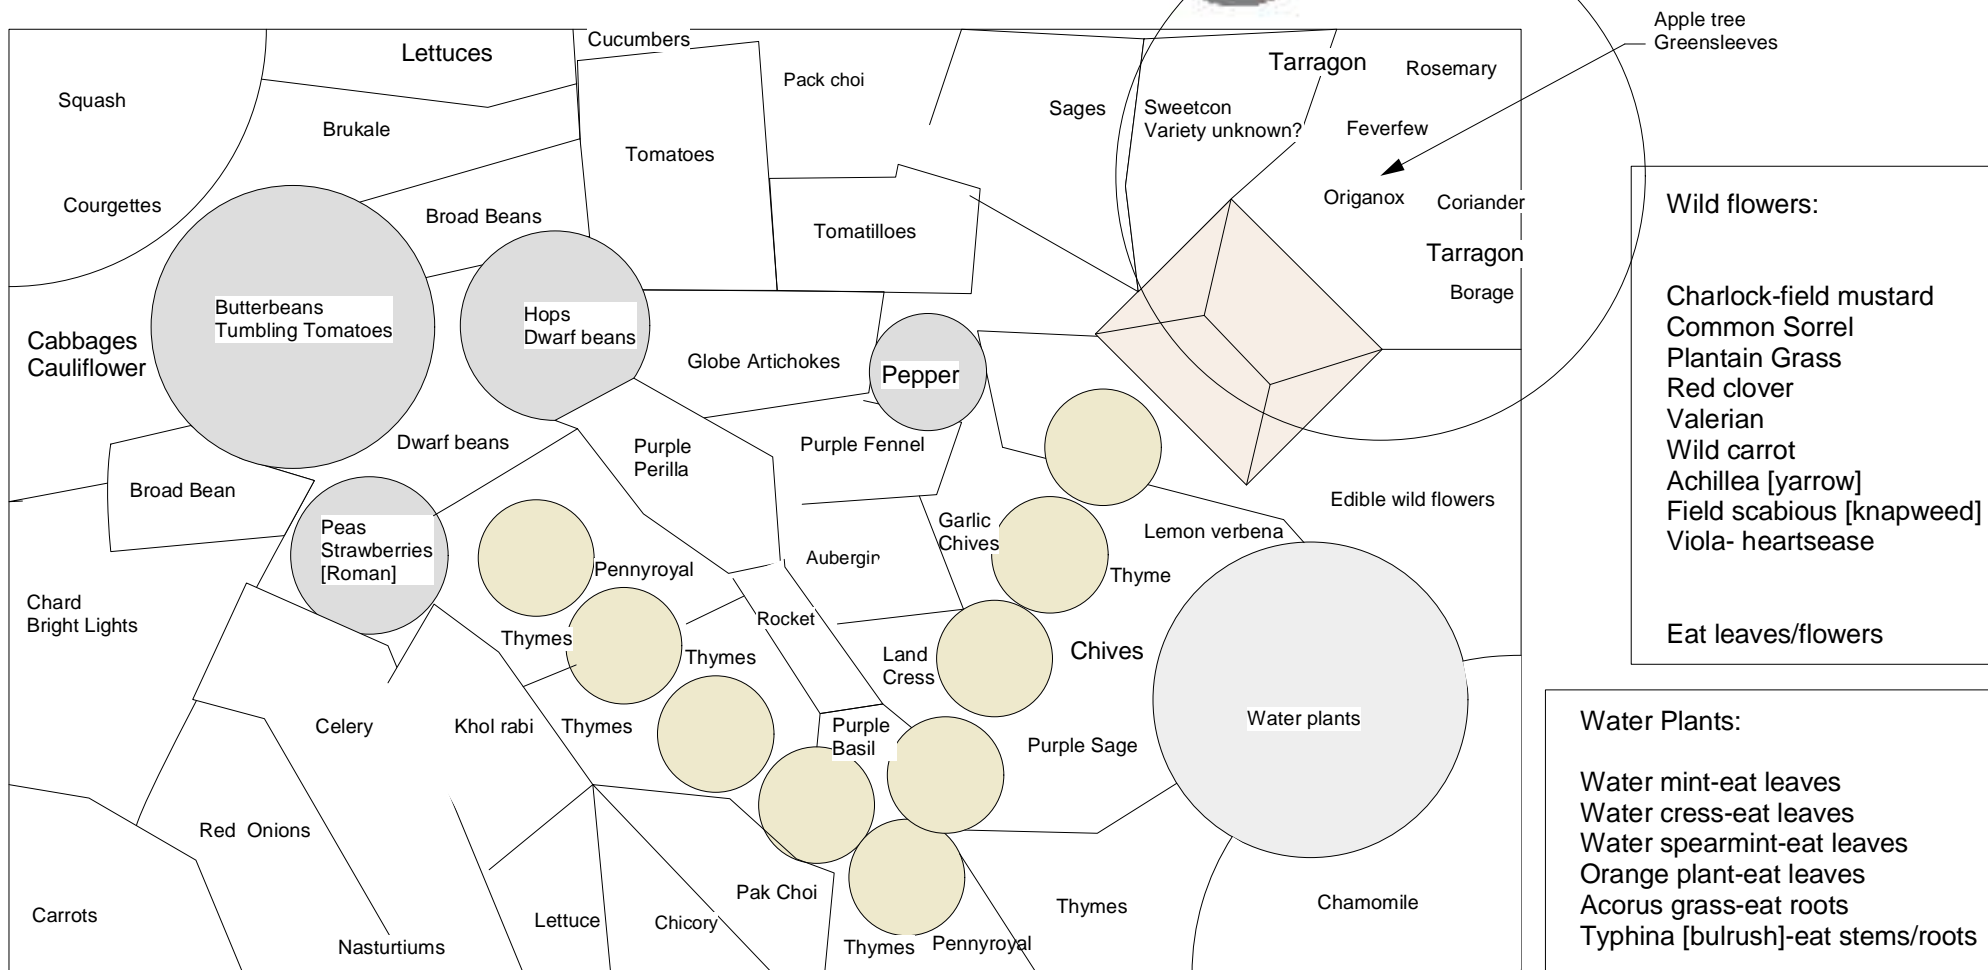 Apple tree
Greensleeves
Cucumbers
Lettuces
Tarragon
Rosemary
Pack choi
Squash
Sages
Sweetcon
Variety unknown?
Brukale
Feverfew
Tomatoes
Courgettes
Broad Beans
Origanox
Coriander
Tomatilloes
Tarragon
Borage
Butterbeans
Tumbling Tomatoes
Hops
Dwarf beans
Cabbages
Cauliflower
Globe Artichokes
Pepper
Dwarf beans
Purple
Perilla
Purple Fennel
Broad Bean
Edible wild flowers
Peas
Strawberries
[Roman]
Garlic
Chives
Lemon verbena
Aubergin
Pennyroyal
Thyme
Chard
Bright Lights
Rocket
Thymes
Thymes
Land
Cress
Chives
Celery
Khol rabi
Thymes
Purple
Basil
Purple Sage
Water plants
Red Onions
Carrots
Nasturtiums
Lettuce
Chicory
Pak Choi
Thymes
Pennyroyal
Thymes
Chamomile
Wild flowers:
Charlock-field mustard
Common Sorrel
Plantain Grass
Red clover
Valerian
Wild carrot
Achillea [yarrow]
Field scabious [knapweed]
Viola- heartsease
Eat leaves/flowers
Water Plants:
Water mint-eat leaves
Water cress-eat leaves
Water spearmint-eat leaves
Orange plant-eat leaves
Acorus grass-eat roots
Typhina [bulrush]-eat stems/roots